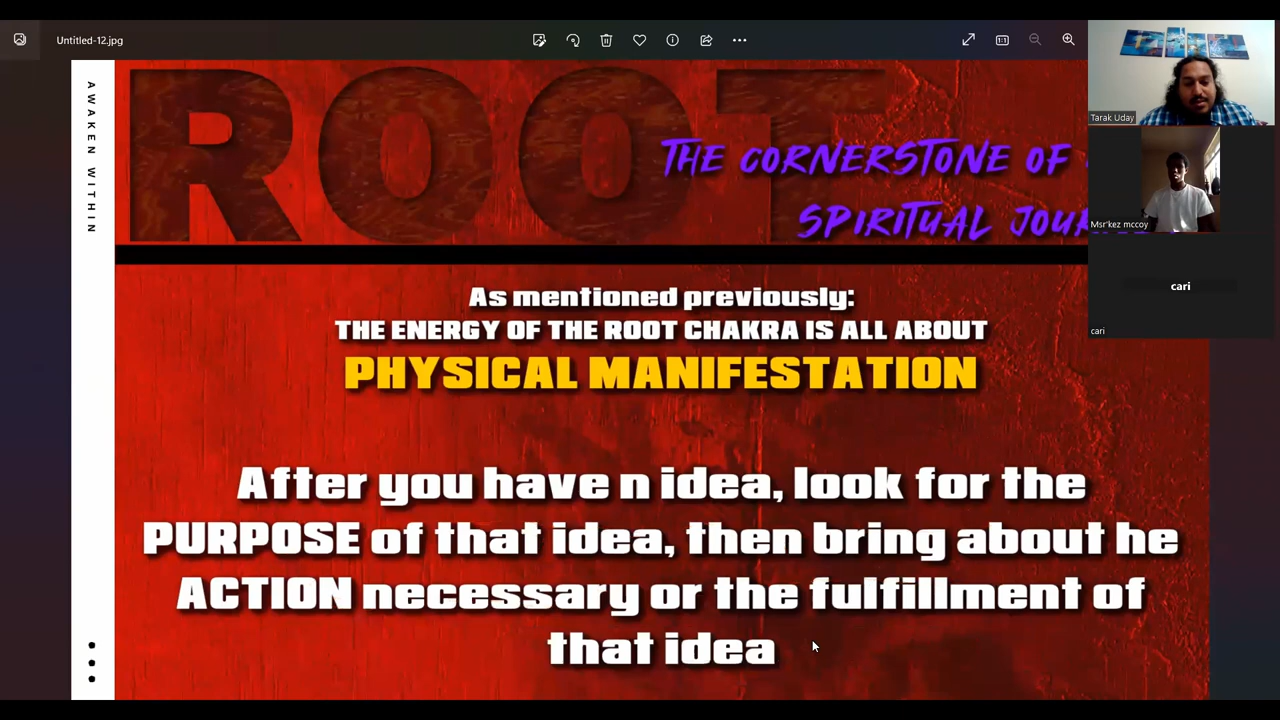 Untitled-12.jpg
AWAKEN WITHIN
ROOT
THE CORNERSTONE OF
SPIRITUAL
As mentioned previously:
THE ENERGY OF THE ROOT CHAKRA IS ALL ABOUT
PHYSICAL MANIFESTATION
After you have n idea, look for the
PURPOSE of that idea, then bring about he
ACTION necessary or the fulfillment of
that idea
Tarak Uday
Msr'kez mccoy
cari
cari